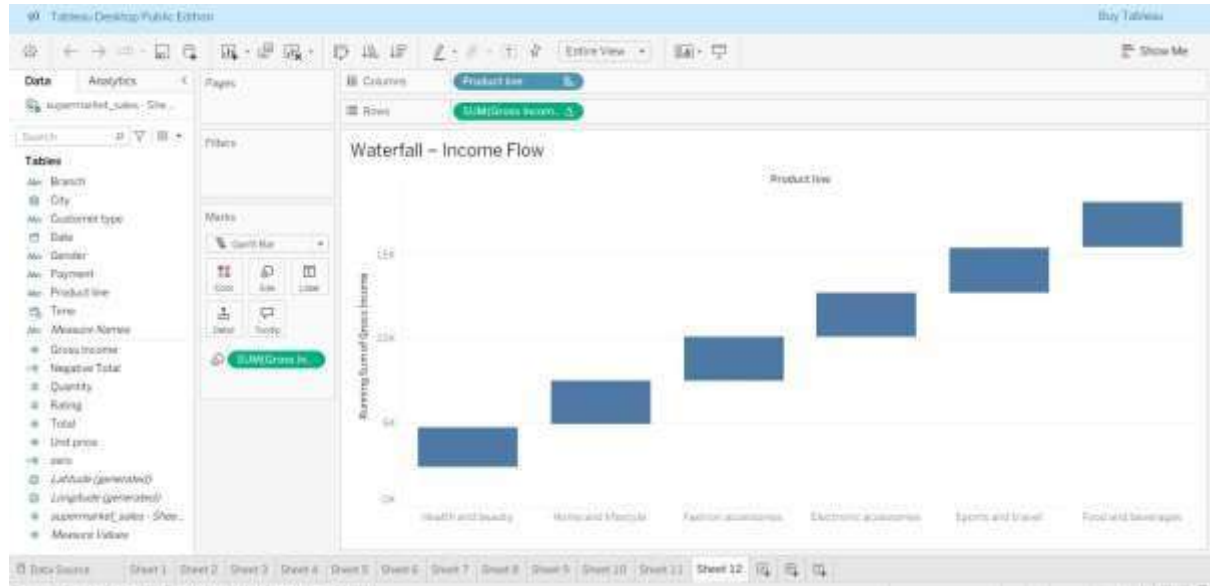 Tableau Desktop Public Edition
Buy Tableau
Entire View
Show Me
Data
Analytics
Pages
Columns
Product line
supermarket_sales - She...
Rows
SUM(Gross Incom..
Search
Filters
Tables
Waterfall – Income Flow
Product line
Branch
City
Customer type
Date
Gender
Payment
Product line
Time
Measure Names
Gross Income
Negative Total
Quantity
Rating
Total
Unit price
zero
Latitude (generated)
Longitude (generated)
supermarket_sales - Shee...
Measure Values
Marks
Gantt Bar
Color
Size
Label
Detail
Tooltip
SUM(Gross In..
Running Sum of Gross Income
15K
10K
5K
0K
Health and beauty
Home and lifestyle
Fashion accessories
Electronic accessories
Sports and travel
Food and beverages
Data Source
Sheet 1
Sheet 2
Sheet 3
Sheet 4
Sheet 5
Sheet 6
Sheet 7
Sheet 8
Sheet 9
Sheet 10
Sheet 11
Sheet 12